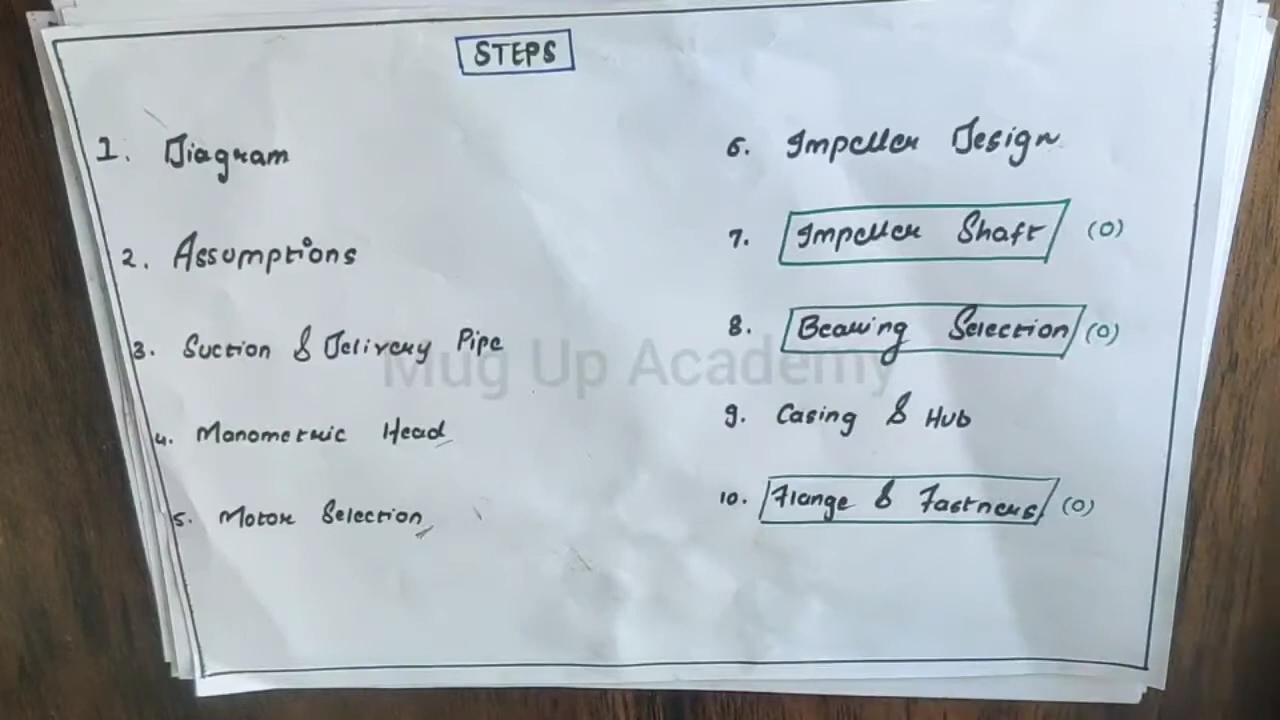 STEPS
1. Diagram
2. Assumptions
3. Suction & Delivery Pipe
4. Manometric Head
5. Motor Selection
6. Impeller Design
7. Impeller Shaft (0)
8. Bearing Selection (0)
9. Casing & Hub
10. Flange & Fastners (0)
Mug Up Academy